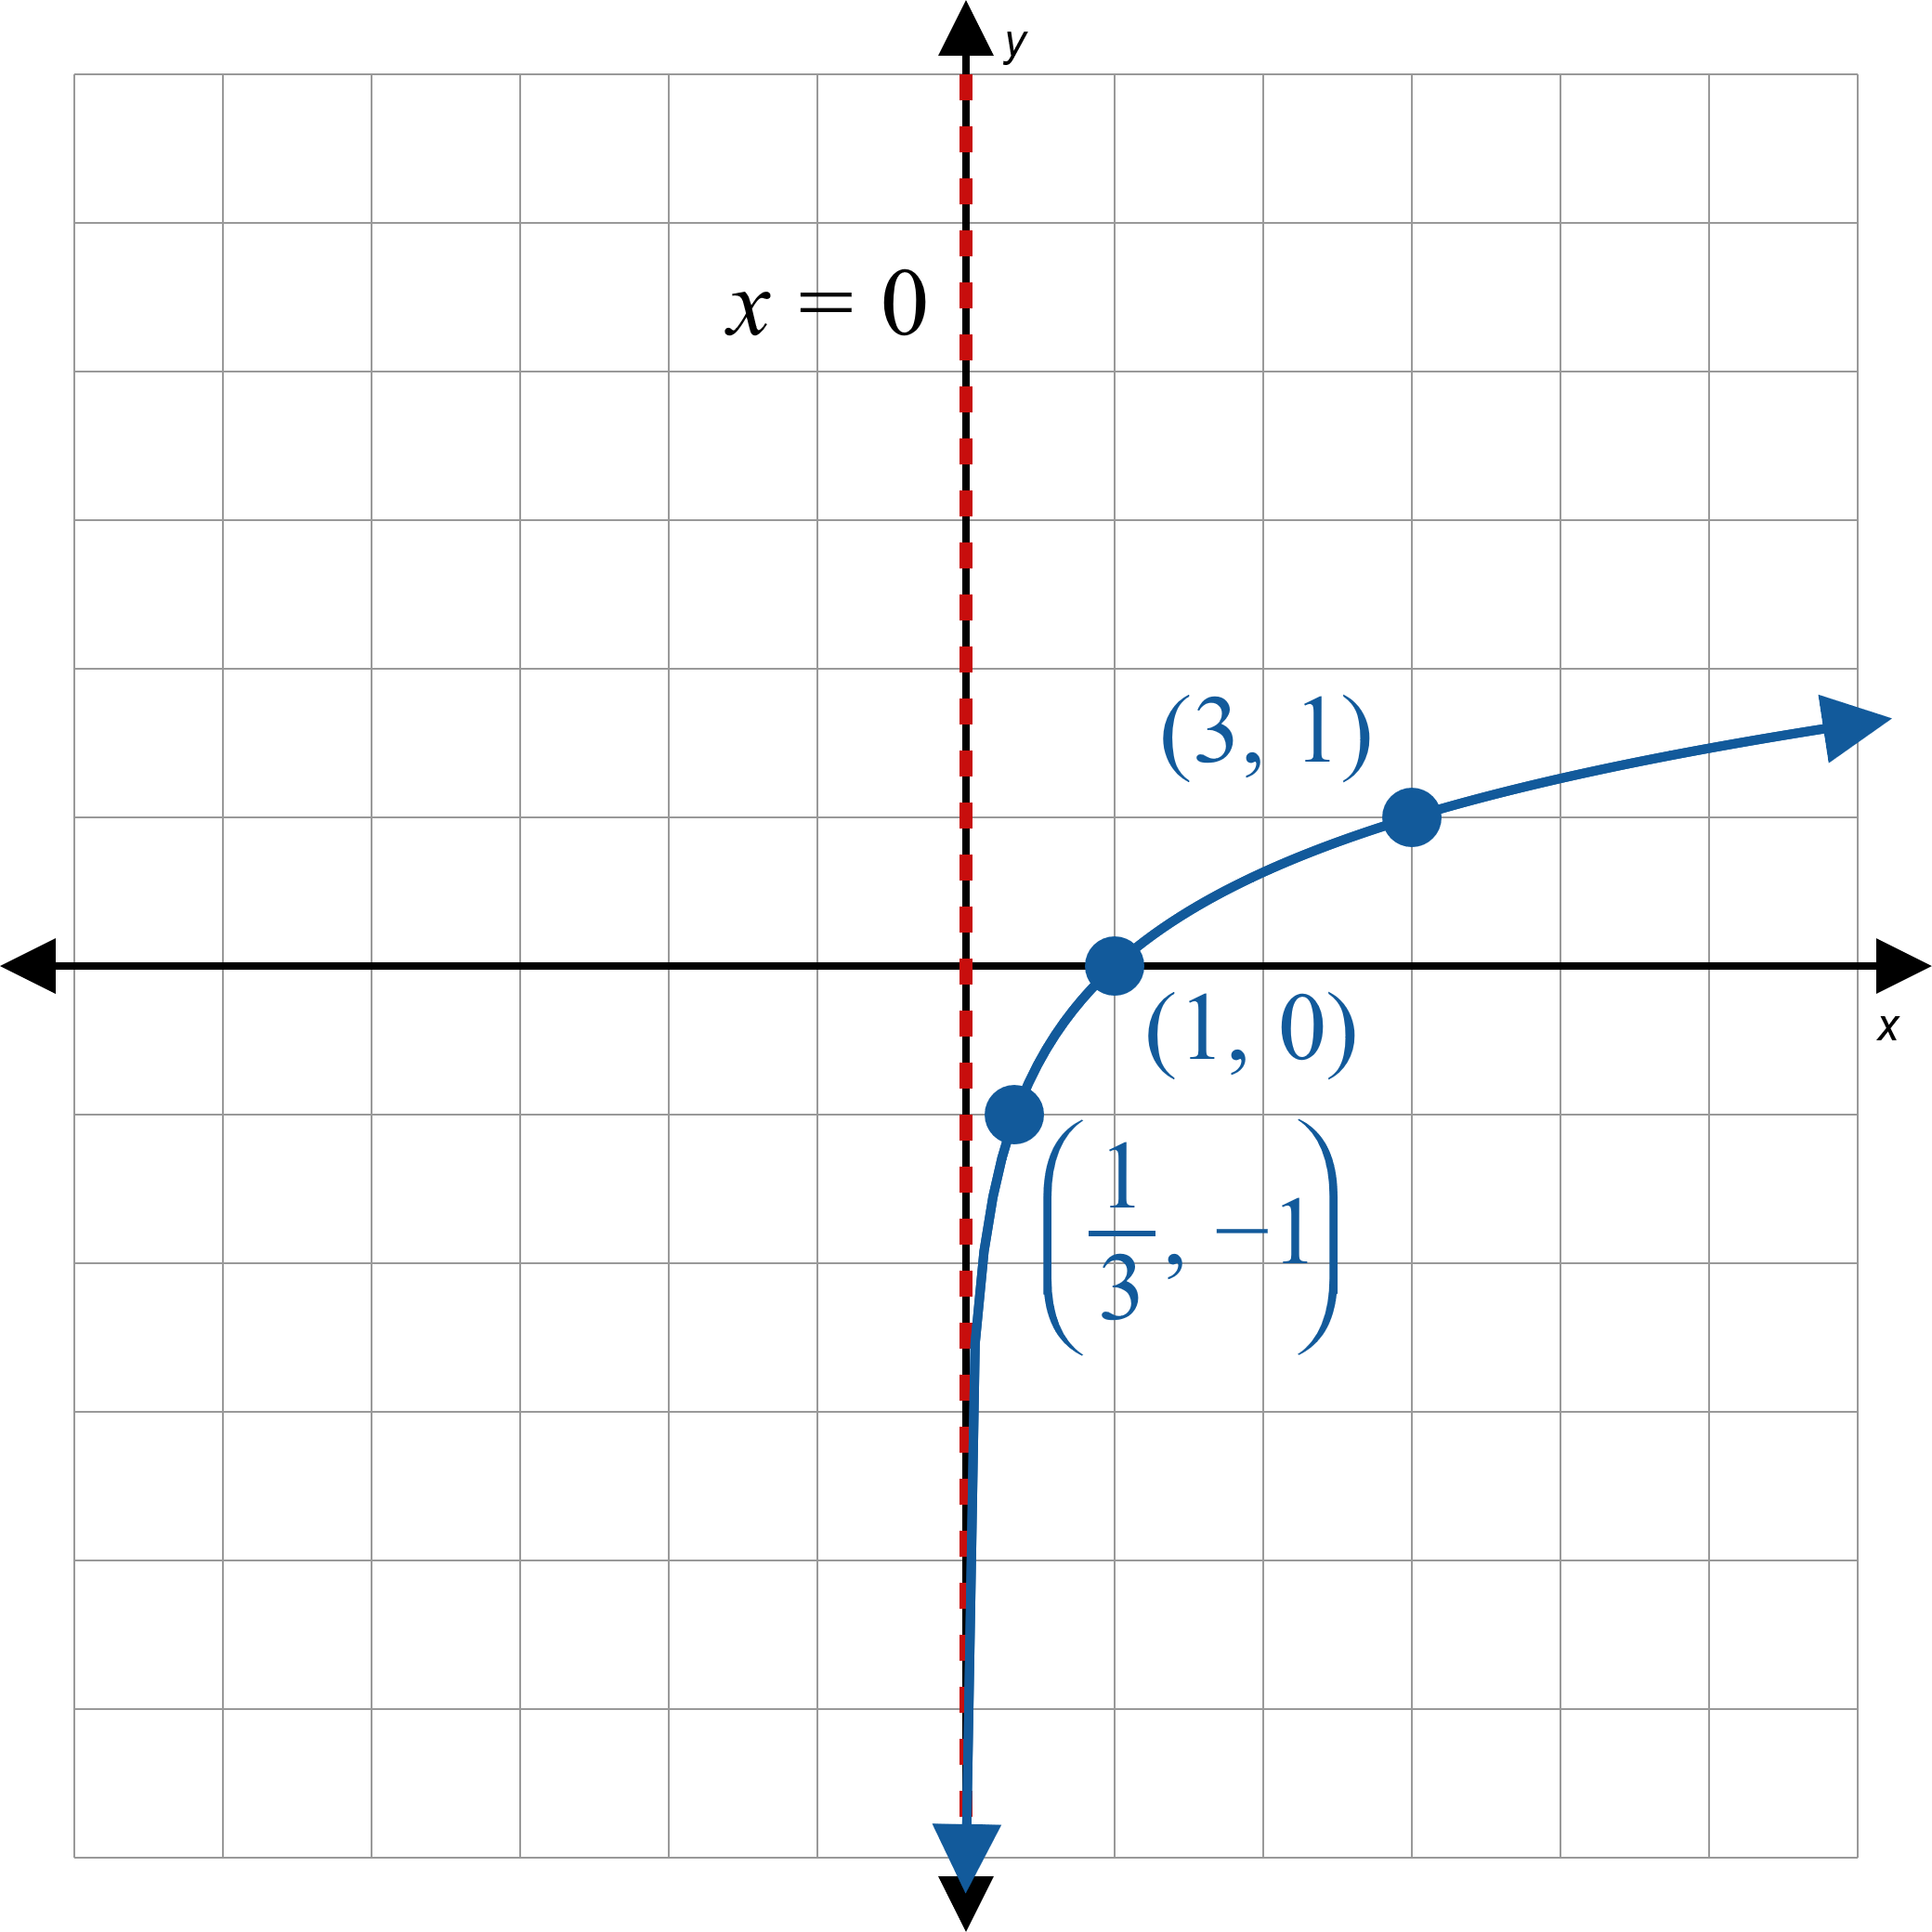 y
x = 0
(3, 1)
(1, 0)
x
(1/3, −1)